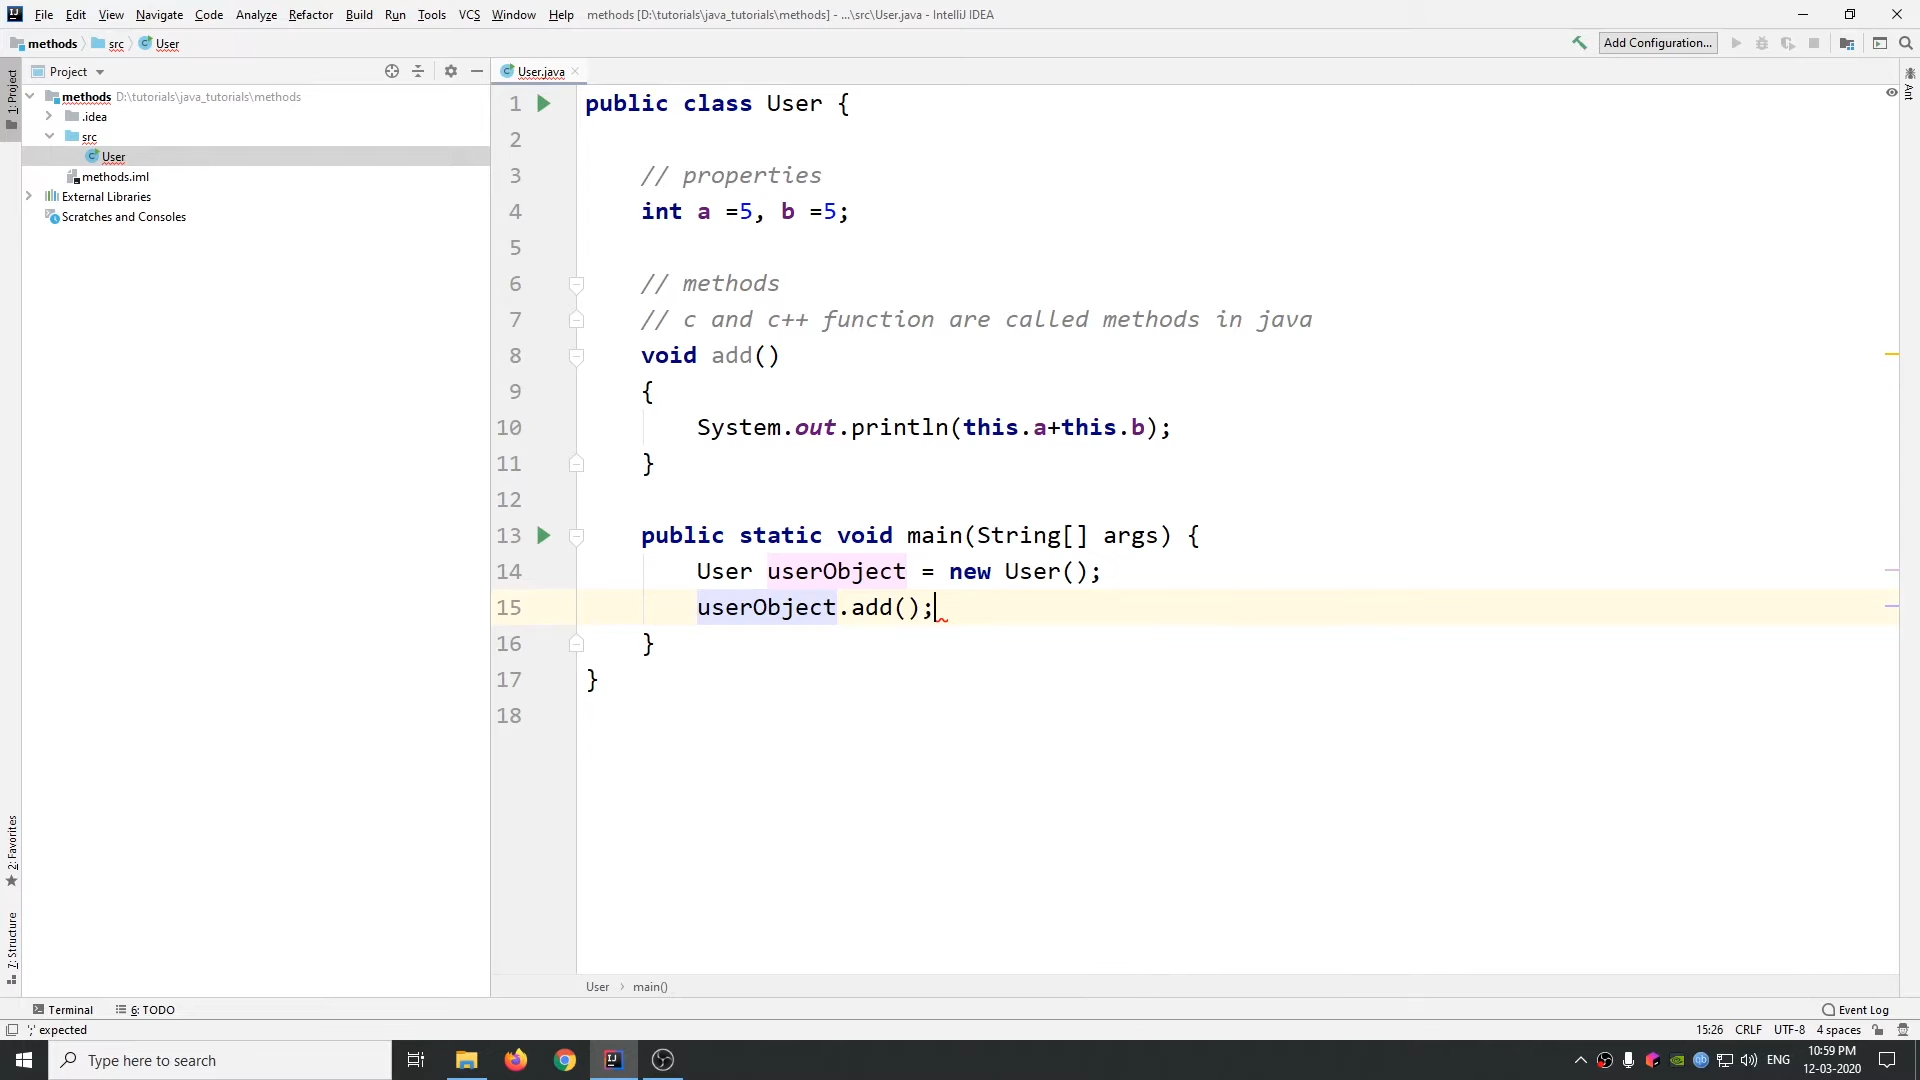 File Edit View Navigate Code Analyze Refactor Build Run Tools VCS Window Help methods [D:\tutorials\java_tutorials\methods] - ...\src\User.java - IntelliJ IDEA
methods src User Add Configuration...
Project User.java
1: Project
Ant
methods D:\tutorials\java_tutorials\methods
.idea
src
User
methods.iml
External Libraries
Scratches and Consoles
1 public class User {
2
3 // properties
4 int a =5, b =5;
5
6 // methods
7 // c and c++ function are called methods in java
8 void add()
9 {
10 System.out.println(this.a+this.b);
11 }
12
13 public static void main(String[] args) {
14 User userObject = new User();
15 userObject.add();
16 }
17 }
18
2: Favorites
7: Structure
User main()
Terminal 6: TODO Event Log
';' expected 15:26 CRLF UTF-8 4 spaces
Type here to search
ENG
10:59 PM
12-03-2020